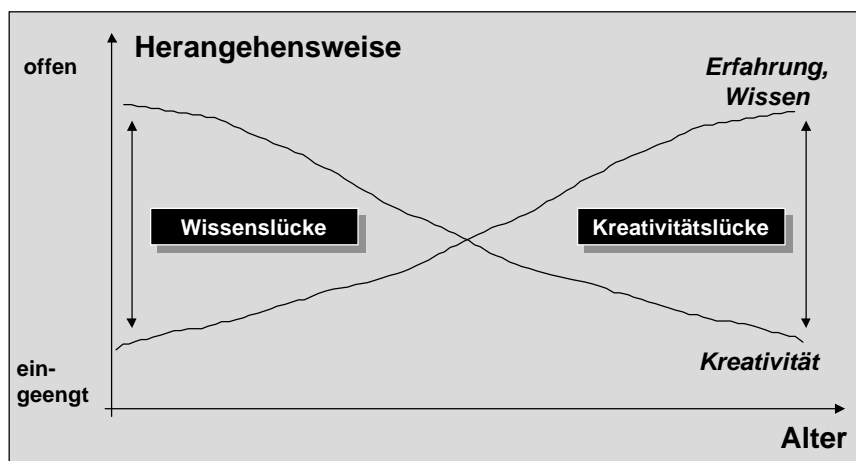 Herangehensweise
offen
Erfahrung,
Wissen
Wissenslücke
Kreativitätslücke
Kreativität
ein-
geengt
Alter